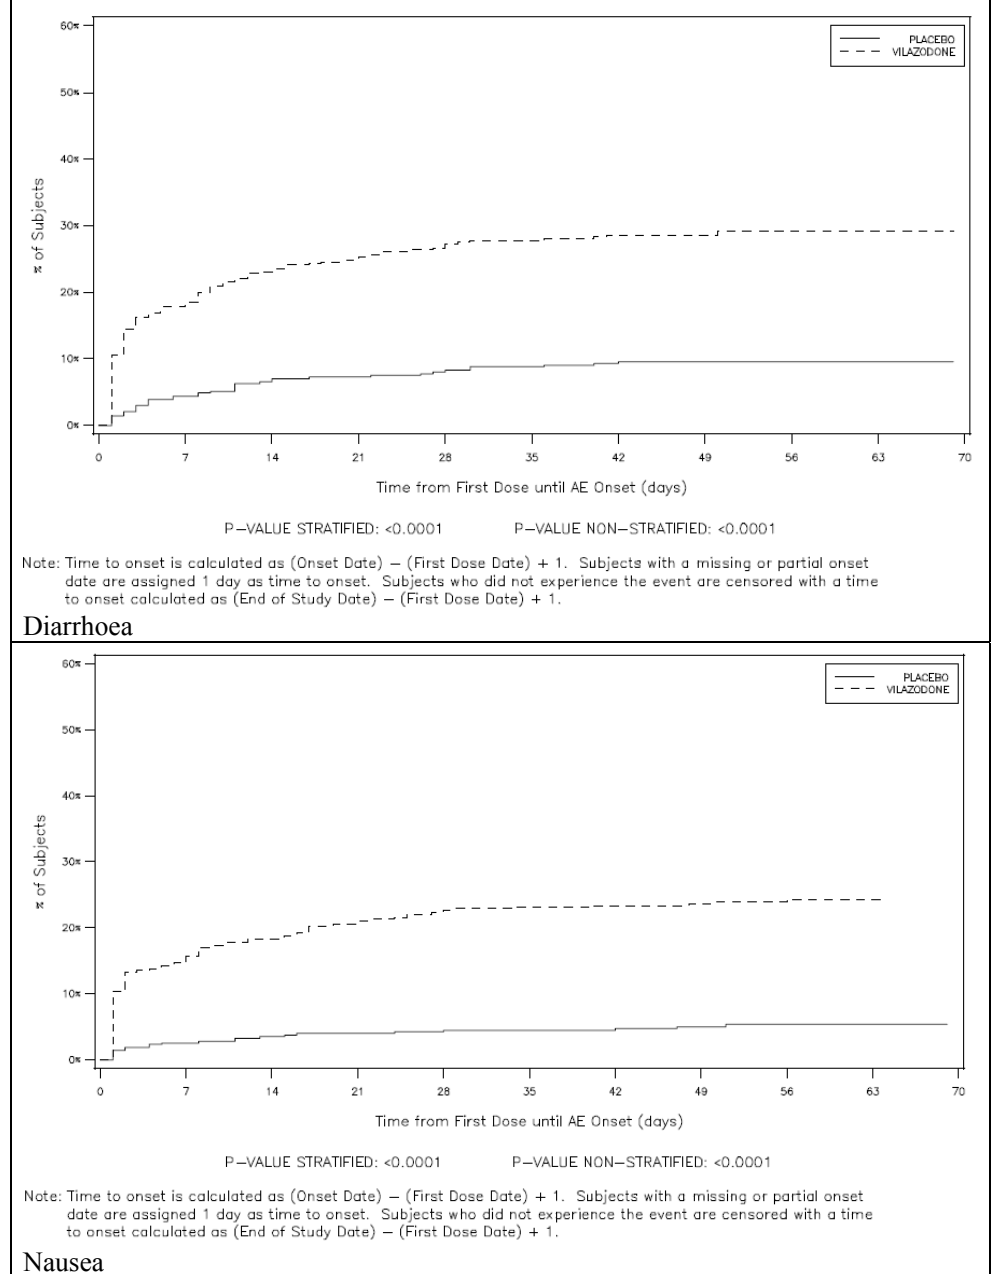 60%
PLACEBO
VILAZODONE
50%
40%
30%
20%
10%
0%
% of Subjects
0 7 14 21 28 35 42 49 56 63 70
Time from First Dose until AE Onset (days)
P-VALUE STRATIFIED: <0.0001 P-VALUE NON-STRATIFIED: <0.0001
Note: Time to onset is calculated as (Onset Date) - (First Dose Date) + 1. Subjects with a missing or partial onset
date are assigned 1 day as time to onset. Subjects who did not experience the event are censored with a time
to onset calculated as (End of Study Date) - (First Dose Date) + 1.
Diarrhoea
60%
PLACEBO
VILAZODONE
50%
40%
30%
20%
10%
0%
% of Subjects
0 7 14 21 28 35 42 49 56 63 70
Time from First Dose until AE Onset (days)
P-VALUE STRATIFIED: <0.0001 P-VALUE NON-STRATIFIED: <0.0001
Note: Time to onset is calculated as (Onset Date) - (First Dose Date) + 1. Subjects with a missing or partial onset
date are assigned 1 day as time to onset. Subjects who did not experience the event are censored with a time
to onset calculated as (End of Study Date) - (First Dose Date) + 1.
Nausea